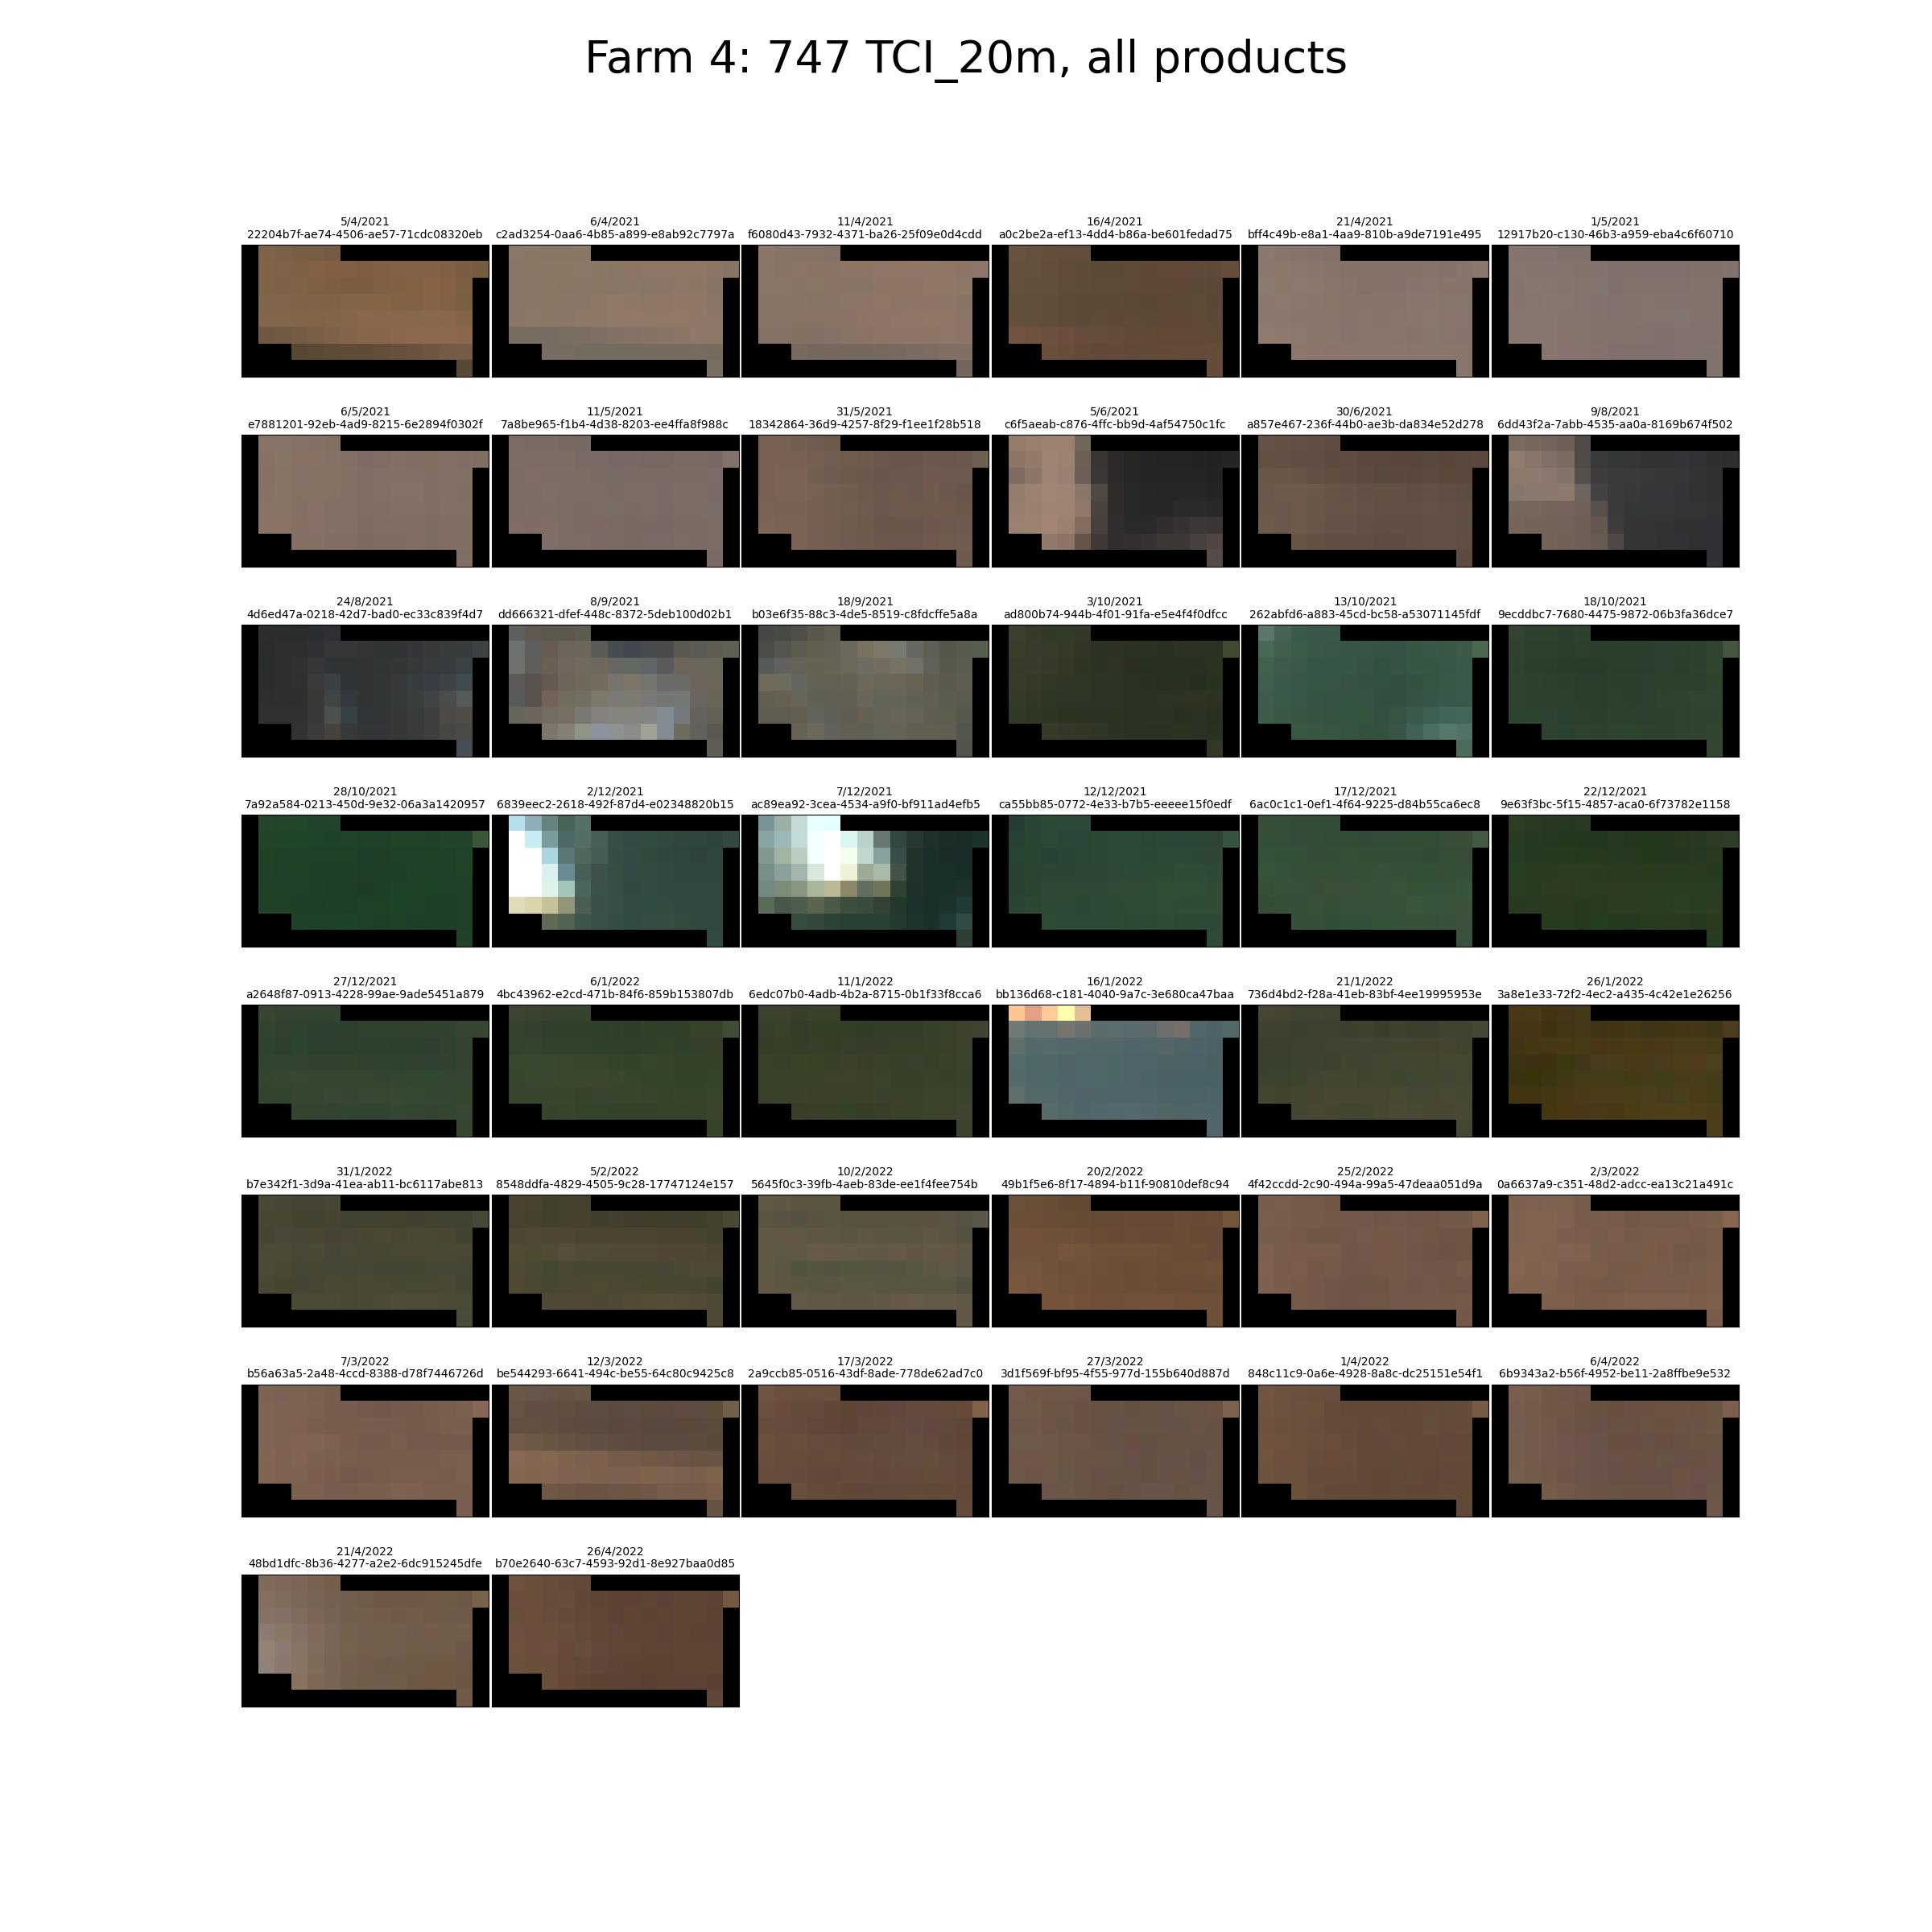 Farm 4: 747 TCI_20m, all products
5/4/2021 6/4/2021 11/4/2021 16/4/2021 21/4/2021 1/5/2021
22204b7f-ae74-4506-ae57-71cdc08320eb c2ad3254-0aa6-4b85-a899-e8ab92c7797a f6080d43-7932-4371-ba26-25f09e0d4cdd a0c2be2a-ef13-4dd4-b86a-be601fedad75 bff4c49b-e8a1-4aa9-810b-a9de7191e495 12917b20-c130-46b3-a959-eba4c6f60710
6/5/2021 11/5/2021 31/5/2021 5/6/2021 30/6/2021 9/8/2021
e7881201-92eb-4ad9-8215-6e2894f0302f 7a8be965-f1b4-4d38-8203-ee4ffa8f988c 18342864-36d9-4257-8f29-f1ee1f28b518 c6f5aeab-c876-4ffc-bb9d-4af54750c1fc a857e467-236f-44b0-ae3b-da834e52d278 6dd43f2a-7abb-4535-aa0a-8169b674f502
24/8/2021 8/9/2021 18/9/2021 3/10/2021 13/10/2021 18/10/2021
4d6ed47a-0218-42d7-bad0-ec33c839f4d7 dd666321-dfef-448c-8372-5deb100d02b1 b03e6f35-88c3-4de5-8519-c8fdcffe5a8a ad800b74-944b-4f01-91fa-e5e4f4f0dfcc 262abfd6-a883-45cd-bc58-a53071145fdf 9ecddbc7-7680-4475-9872-06b3fa36dce7
28/10/2021 2/12/2021 7/12/2021 12/12/2021 17/12/2021 22/12/2021
7a92a584-0213-450d-9e32-06a3a1420957 6839eec2-2618-492f-87d4-e02348820b15 ac89ea92-3cea-4534-a9f0-bf911ad4efb5 ca55bb85-0772-4e33-b7b5-eeeee15f0edf 6ac0c1c1-0ef1-4f64-9225-d84b55ca6ec8 9e63f3bc-5f15-4857-aca0-6f73782e1158
27/12/2021 6/1/2022 11/1/2022 16/1/2022 21/1/2022 26/1/2022
a2648f87-0913-4228-99ae-9ade5451a879 4bc43962-e2cd-471b-84f6-859b153807db 6edc07b0-4adb-4b2a-8715-0b1f33f8cca6 bb136d68-c181-4040-9a7c-3e680ca47baa 736d4bd2-f28a-41eb-83bf-4ee19995953e 3a8e1e33-72f2-4ec2-a435-4c42e1e26256
31/1/2022 5/2/2022 10/2/2022 20/2/2022 25/2/2022 2/3/2022
b7e342f1-3d9a-41ea-ab11-bc6117abe813 8548ddfa-4829-4505-9c28-17747124e157 5645f0c3-39fb-4aeb-83de-ee1f4fee754b 49b1f5e6-8f17-4894-b11f-90810def8c94 4f42ccdd-2c90-494a-99a5-47deaa051d9a 0a6637a9-c351-48d2-adcc-ea13c21a491c
7/3/2022 12/3/2022 17/3/2022 27/3/2022 1/4/2022 6/4/2022
b56a63a5-2a48-4ccd-8388-d78f7446726d be544293-6641-494c-be55-64c80c9425c8 2a9ccb85-0516-43df-8ade-778de62ad7c0 3d1f569f-bf95-4f55-977d-155b640d887d 848c11c9-0a6e-4928-8a8c-dc25151e54f1 6b9343a2-b56f-4952-be11-2a8ffbe9e532
21/4/2022 26/4/2022
48bd1dfc-8b36-4277-a2e2-6dc915245dfe b70e2640-63c7-4593-92d1-8e927baa0d85